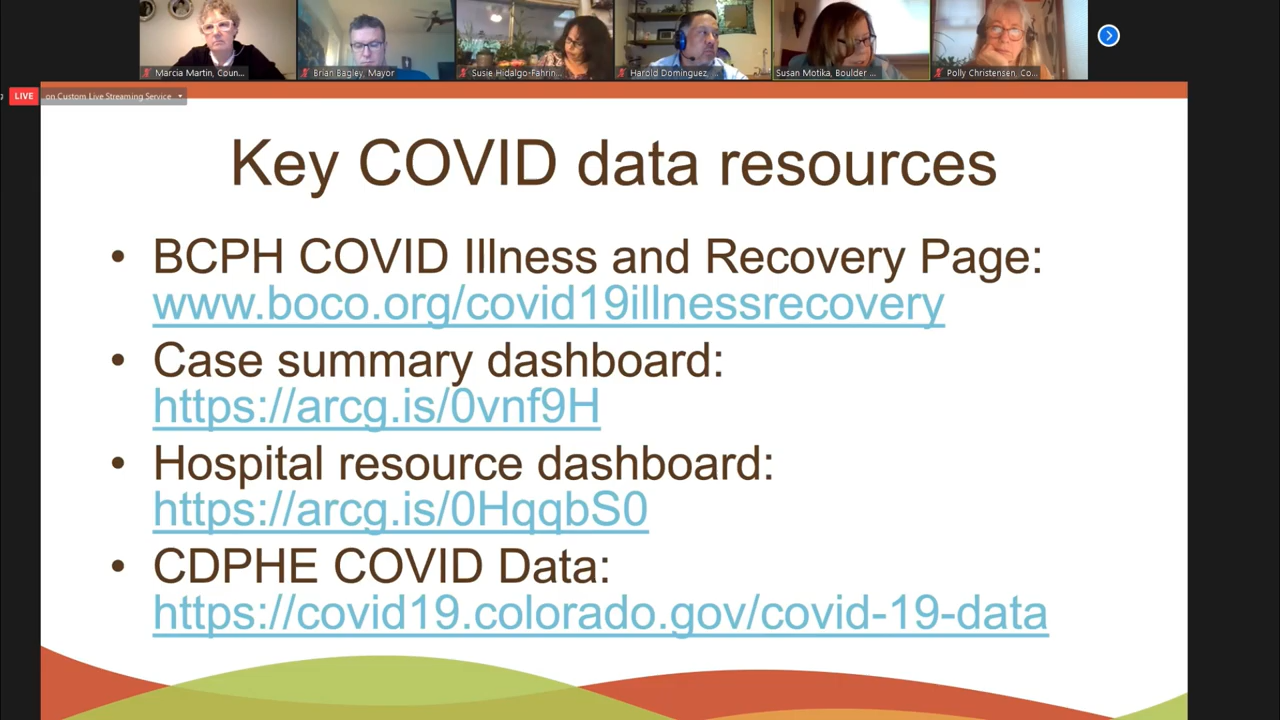 Marcia Martin, Coun...
Brian Bagley, Mayor
Susie Hidalgo-Fahrin...
Harold Dominguez, ...
Susan Motika, Boulder ...
Polly Christensen, Co...
LIVE
on Custom Live Streaming Service
Key COVID data resources
• BCPH COVID Illness and Recovery Page:
www.boco.org/covid19illnessrecovery
• Case summary dashboard:
https://arcg.is/0vnf9H
• Hospital resource dashboard:
https://arcg.is/0HqqbS0
• CDPHE COVID Data:
https://covid19.colorado.gov/covid-19-data